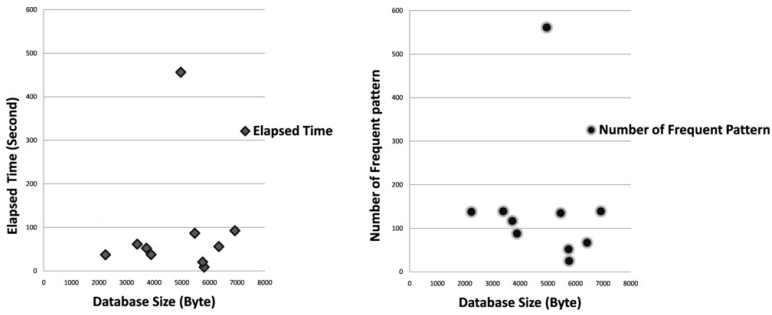 600
500
400
300
200
100
0
0 1000 2000 3000 4000 5000 6000 7000 8000
Elapsed Time (Second)
Database Size (Byte)
Elapsed Time
600
500
400
300
200
100
0
0 1000 2000 3000 4000 5000 6000 7000 8000
Number of Frequent pattern
Database Size (Byte)
Number of Frequent Pattern